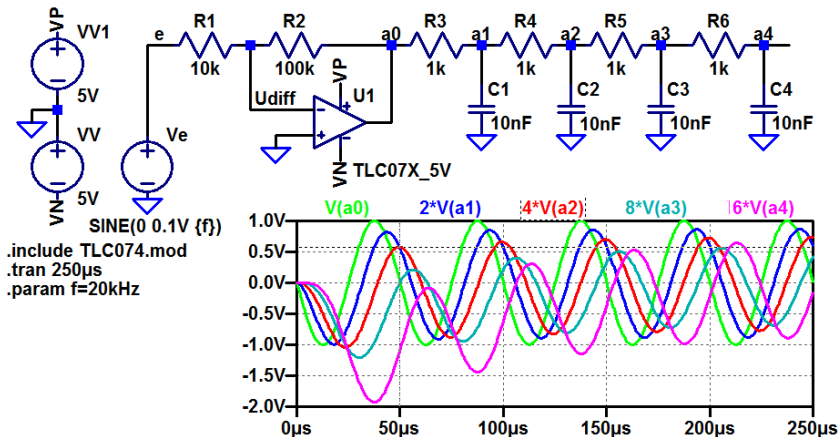 VP
VV1
5V
VV
5V
VN
e
R1
10k
R2
100k
a0
R3
1k
a1
R4
1k
a2
R5
1k
a3
R6
1k
a4
Udiff
VP
U1
VN
TLC07X_5V
C1
10nF
C2
10nF
C3
10nF
C4
10nF
Ve
SINE(0 0.1V {f})
.include TLC074.mod
.tran 250µs
.param f=20kHz
V(a0) 2*V(a1) 4*V(a2) 8*V(a3) 6*V(a4)
1.0V
0.5V
0.0V
-0.5V
-1.0V
-1.5V
-2.0V
0µs 50µs 100µs 150µs 200µs 250µs